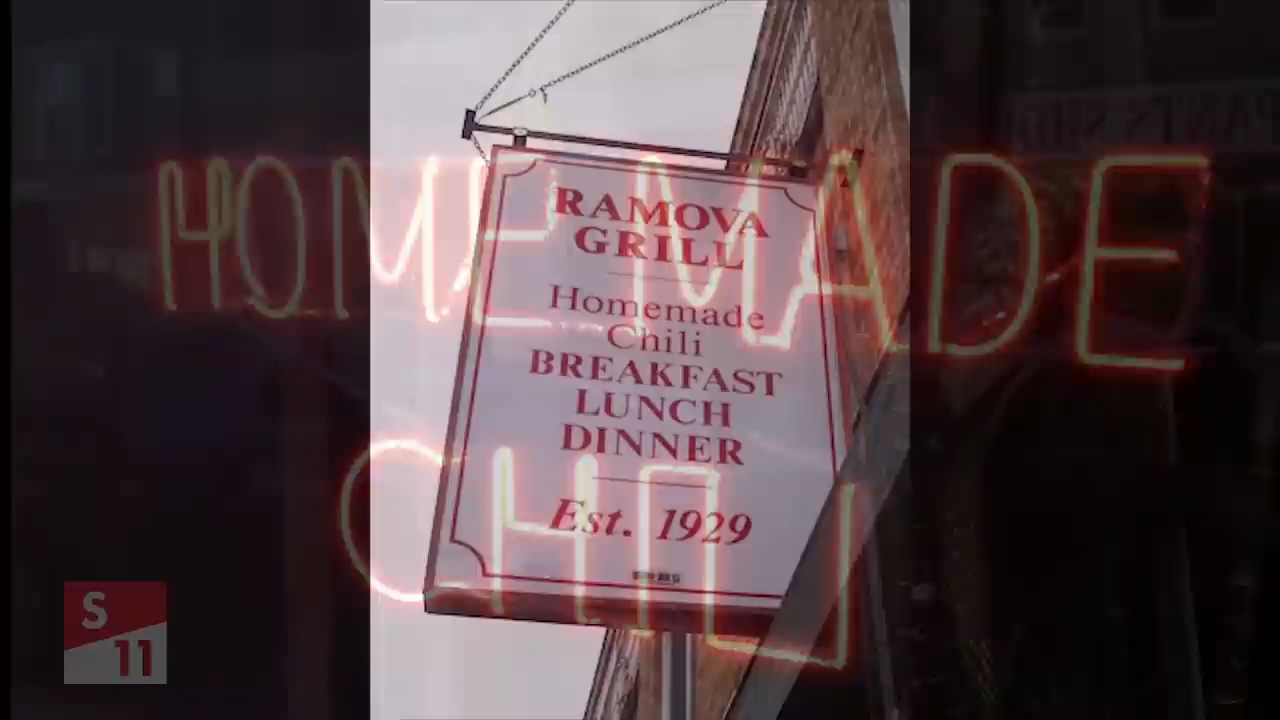 HOMEMADE
CHILI
RAMOVA
GRILL
Homemade
Chili
BREAKFAST
LUNCH
DINNER
Est. 1929
S
11